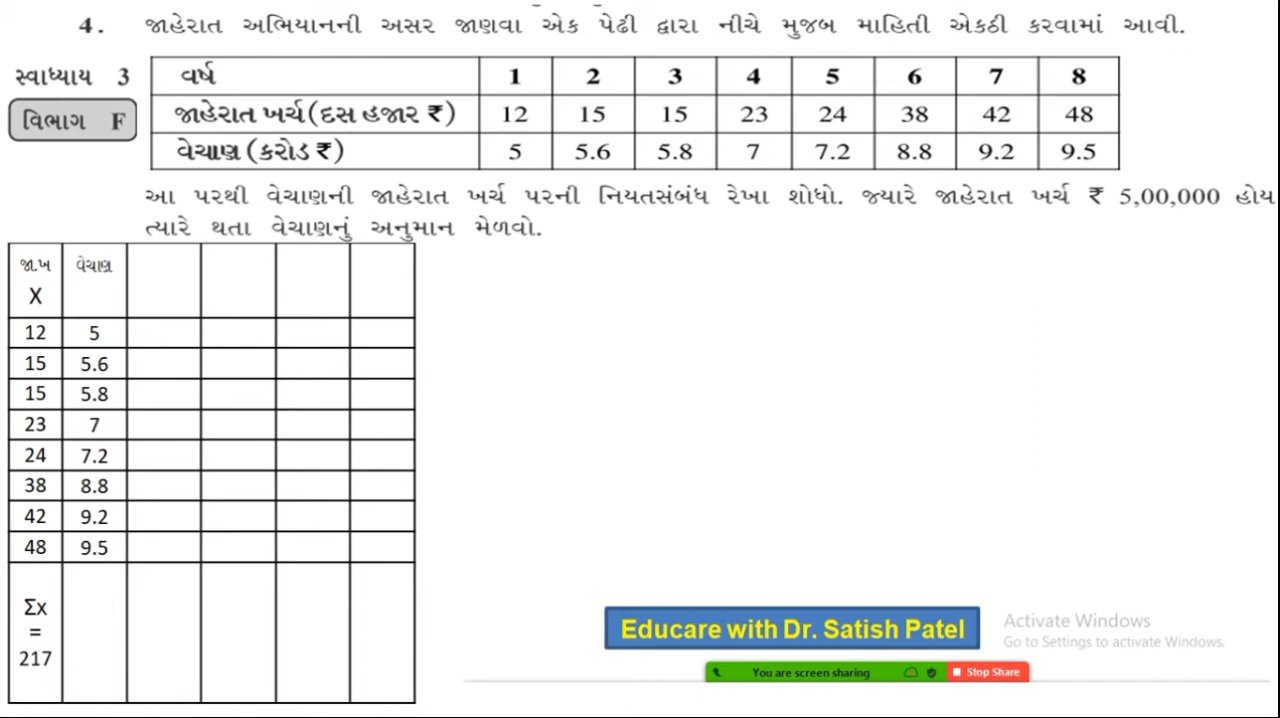 4. જાહેરાત અભિયાનની અસર જાણવા એક પેઢી દ્વારા નીચે મુજબ માહિતી એકઠી કરવામાં આવી.
સ્વાધ્યાય 3
વિભાગ F
વર્ષ 1 2 3 4 5 6 7 8
જાહેરાત ખર્ચ(દસ હજાર ₹) 12 15 15 23 24 38 42 48
વેચાણ (કરોડ ₹) 5 5.6 5.8 7 7.2 8.8 9.2 9.5
આ પરથી વેચાણની જાહેરાત ખર્ચ પરની નિયતસંબંધ રેખા શોધો. જ્યારે જાહેરાત ખર્ચ ₹ 5,00,000 હોય
ત્યારે થતા વેચાણનું અનુમાન મેળવો.
જા.ખ વેચાણ
X
12 5
15 5.6
15 5.8
23 7
24 7.2
38 8.8
42 9.2
48 9.5
Σx
=
217
Educare with Dr. Satish Patel
Activate Windows
Go to Settings to activate Windows.
You are screen sharing Stop Share